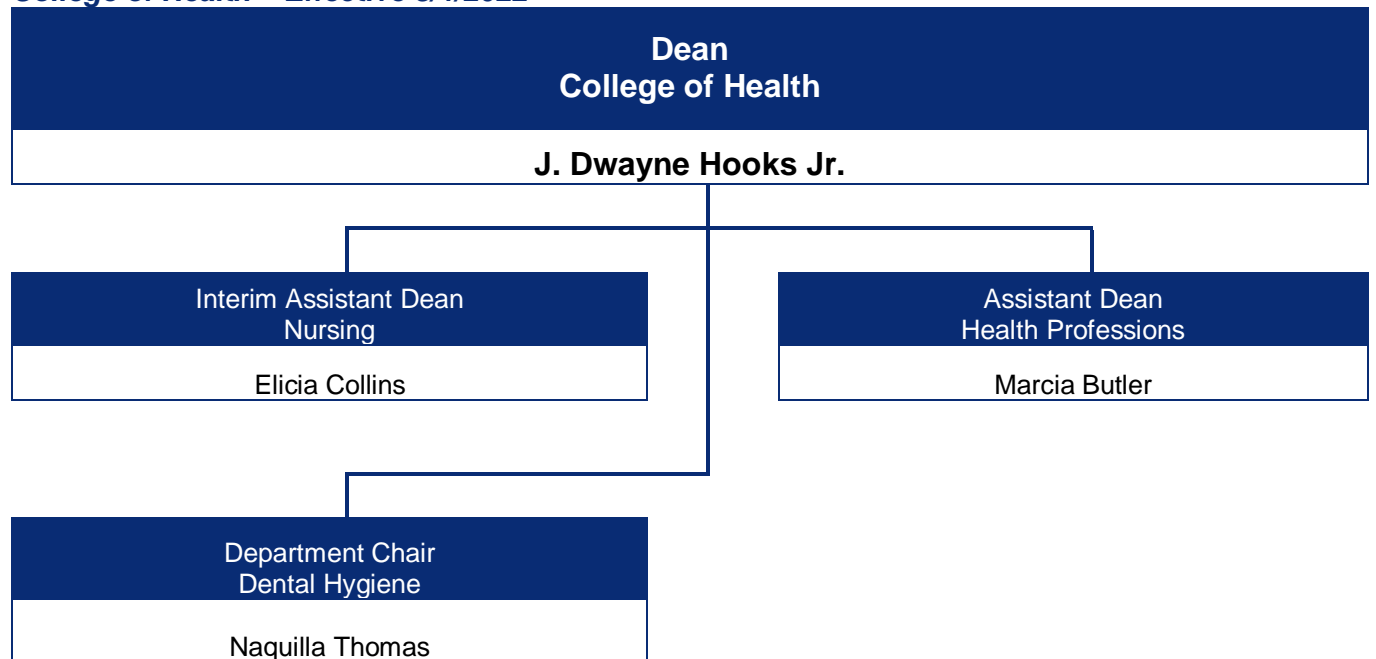 Dean
College of Health
J. Dwayne Hooks Jr.
Interim Assistant Dean
Nursing
Elicia Collins
Assistant Dean
Health Professions
Marcia Butler
Department Chair
Dental Hygiene
Naquilla Thomas